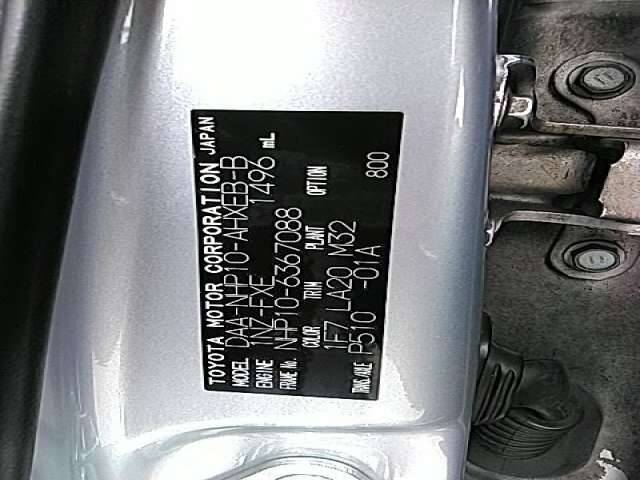 TOYOTA MOTOR CORPORATION JAPAN
MODEL DAA-NHP10-AHXEB-B
ENGINE 1NZ-FXE 1496 mL
FRAME No. NHP10-6367088
COLOR TRIM PLANT OPTION
1F7 LA20 M32
TRANS./AXLE P510 -01A 800